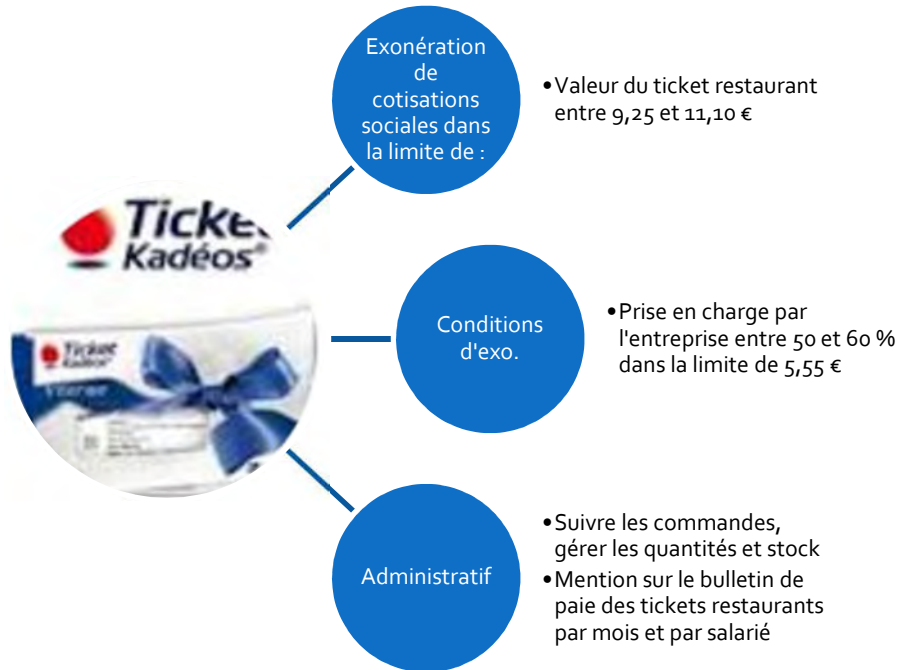 Exonération
de
cotisations
sociales dans
la limite de :
•Valeur du ticket restaurant
entre 9,25 et 11,10 €
Ticke
Kadéos®
Ticket
Kadéos
Conditions
d'exo.
•Prise en charge par
l'entreprise entre 50 et 60 %
dans la limite de 5,55 €
Administratif
•Suivre les commandes,
gérer les quantités et stock
•Mention sur le bulletin de
paie des tickets restaurants
par mois et par salarié